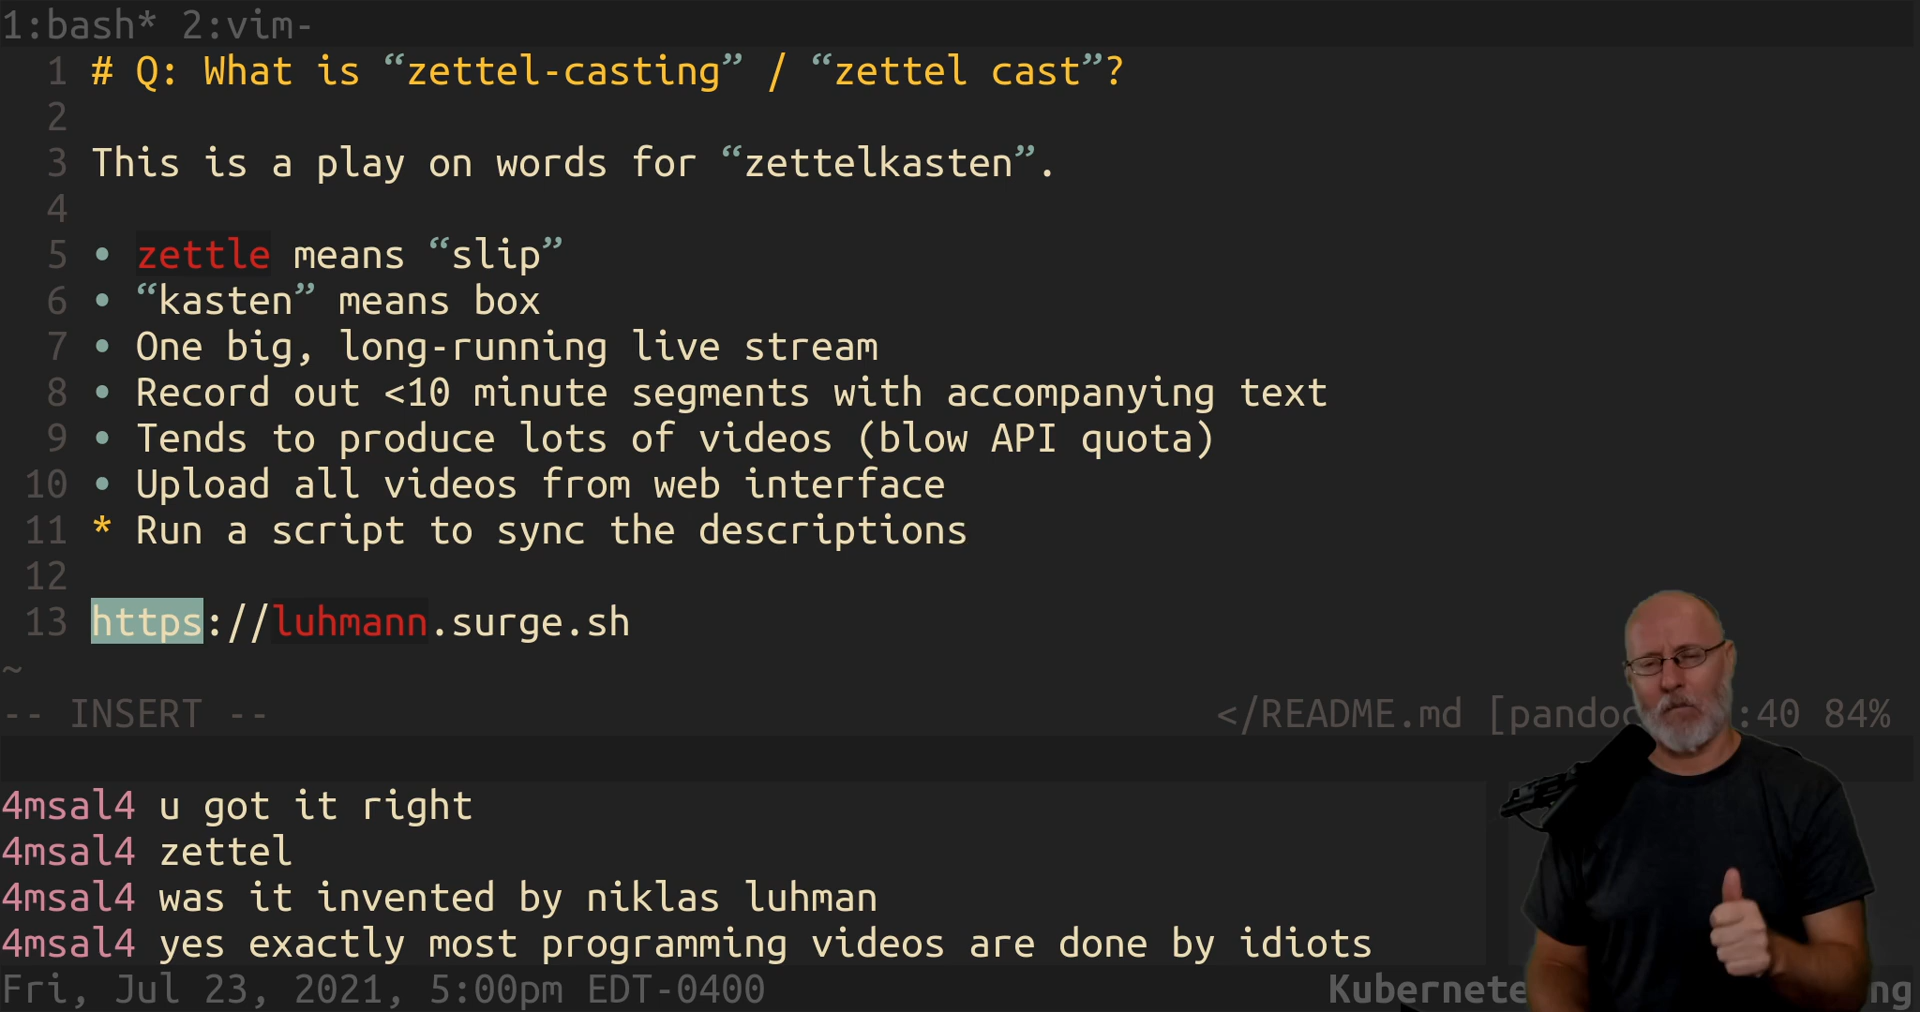 1:bash* 2:vim-
1 # Q: What is “zettel-casting” / “zettel cast”?
2
3 This is a play on words for “zettelkasten”.
4
5 • zettle means “slip”
6 • “kasten” means box
7 • One big, long-running live stream
8 • Record out <10 minute segments with accompanying text
9 • Tends to produce lots of videos (blow API quota)
10 • Upload all videos from web interface
11 * Run a script to sync the descriptions
12
13 https://luhmann.surge.sh
~
-- INSERT -- </README.md [pandoc :40 84%
4msal4 u got it right
4msal4 zettel
4msal4 was it invented by niklas luhman
4msal4 yes exactly most programming videos are done by idiots
Fri, Jul 23, 2021, 5:00pm EDT-0400